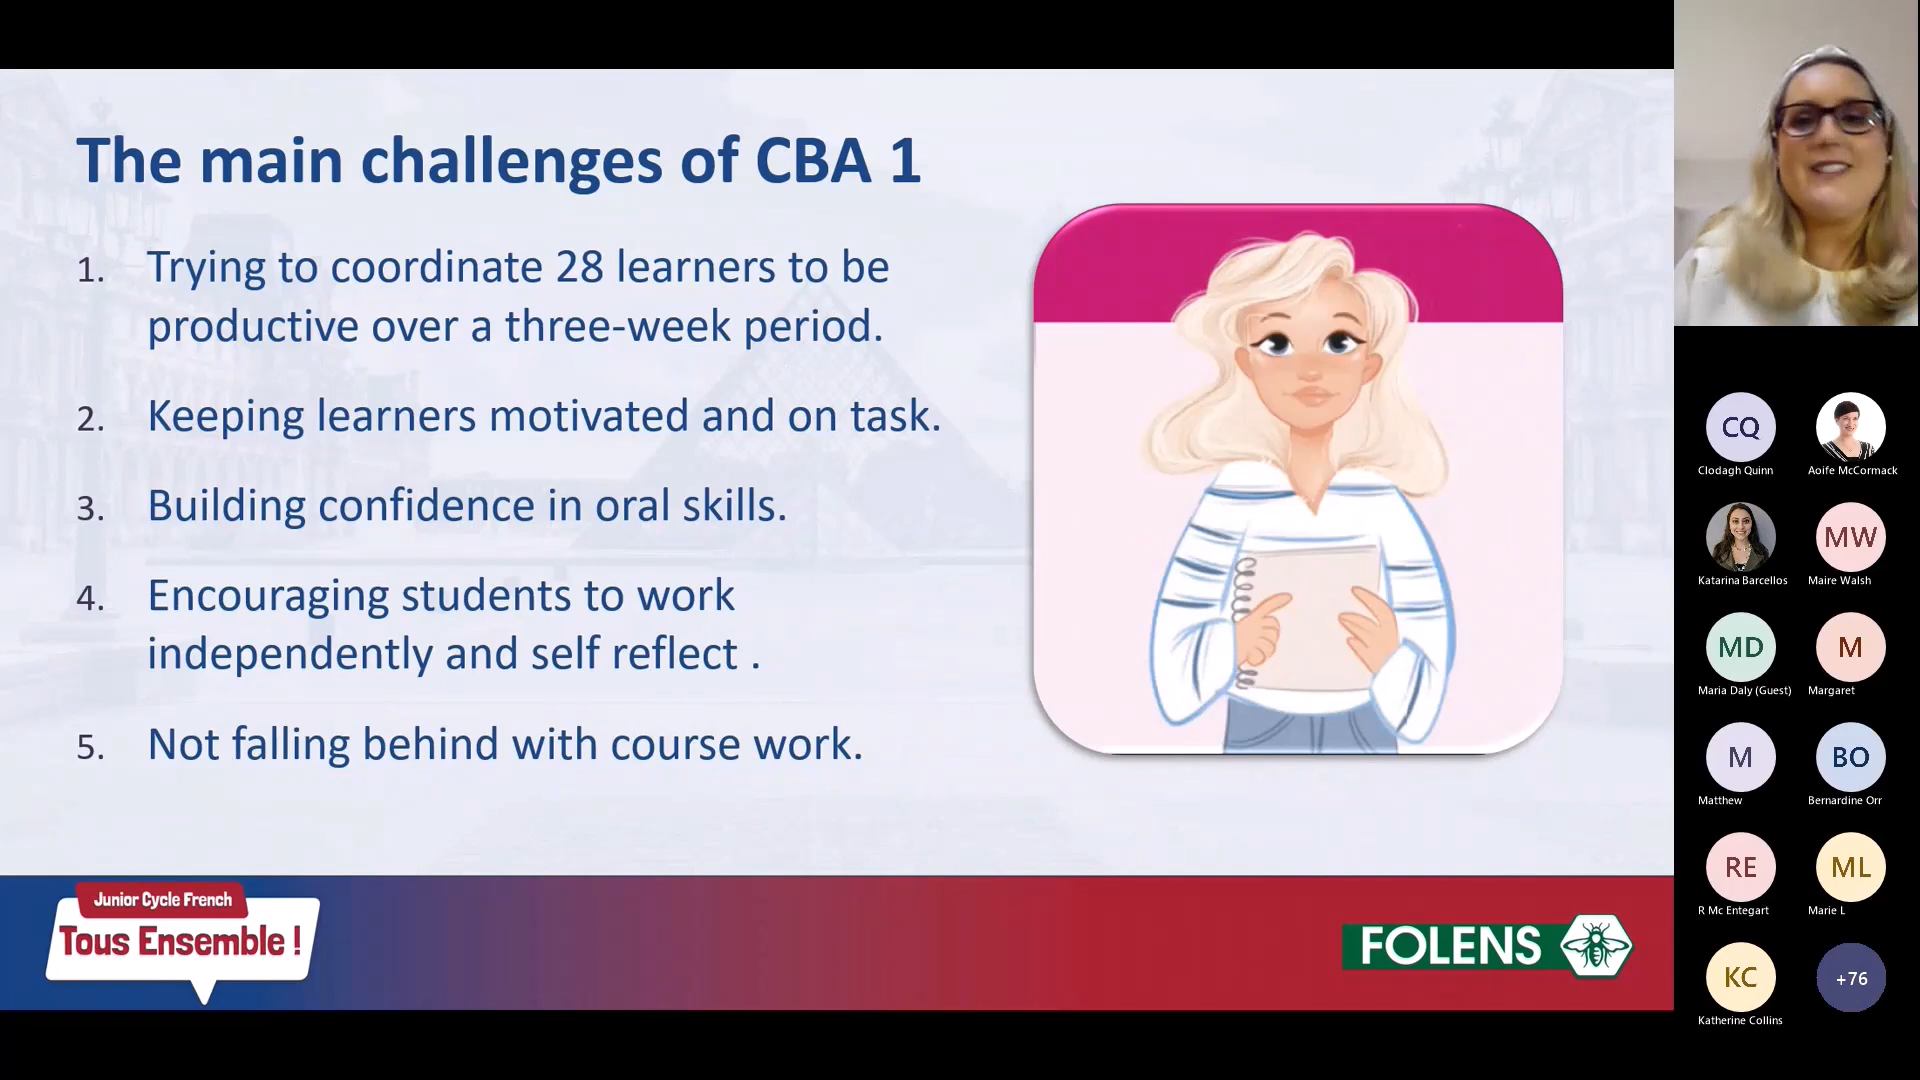 The main challenges of CBA 1
1. Trying to coordinate 28 learners to be
productive over a three-week period.
2. Keeping learners motivated and on task.
3. Building confidence in oral skills.
4. Encouraging students to work
independently and self reflect .
5. Not falling behind with course work.
Junior Cycle French
Tous Ensemble !
FOLENS
CQ
Clodagh Quinn
Aoife McCormack
Katarina Barcellos
MW
Maire Walsh
MD
Maria Daly (Guest)
M
Margaret
M
Matthew
BO
Bernardine Orr
RE
R Mc Entegart
ML
Marie L
KC
Katherine Collins
+76